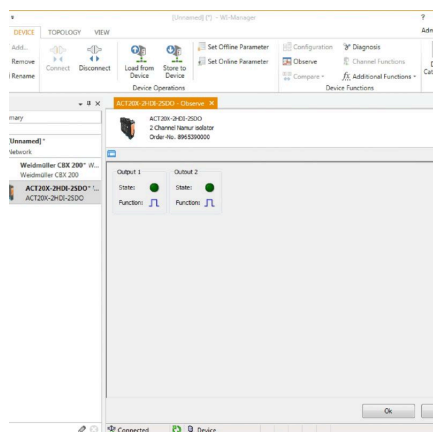 [Unnamed] [*] - WI-Manager
?
DEVICE TOPOLOGY VIEW
Add...
Remove
Rename
Connect
Disconnect
Load from Device
Store to Device
Set Offline Parameter
Set Online Parameter
Device Operations
Configuration
Observe
Compare
Diagnosis
Channel Functions
fx Additional Functions
Device Functions
ACT20X-2HDI-2SDO - Observe ×
ACT20X-2HDI-2SDO
2 Channel Namur isolator
Order-No. 8965390000
[Unnamed]*
Network
Weidmüller CBX 200* W...
Weidmüller CBX 200
ACT20X-2HDI-2SDO*
ACT20X-2HDI-2SDO
Output 1
State:
Function:
Output 2
State:
Function:
Ok
Connected
Device